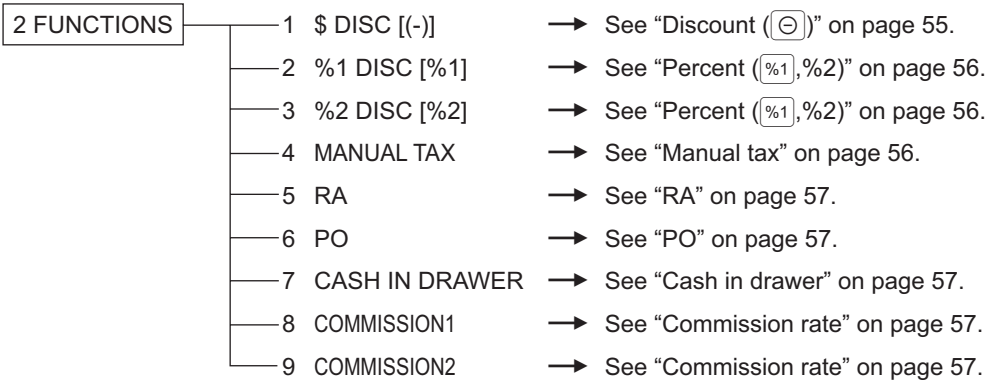 2 FUNCTIONS
1 $ DISC [(-)] → See “Discount (⊖)” on page 55.
2 %1 DISC [%1] → See “Percent (%1,%2)” on page 56.
3 %2 DISC [%2] → See “Percent (%1,%2)” on page 56.
4 MANUAL TAX → See “Manual tax” on page 56.
5 RA → See “RA” on page 57.
6 PO → See “PO” on page 57.
7 CASH IN DRAWER → See “Cash in drawer” on page 57.
8 COMMISSION1 → See “Commission rate” on page 57.
9 COMMISSION2 → See “Commission rate” on page 57.